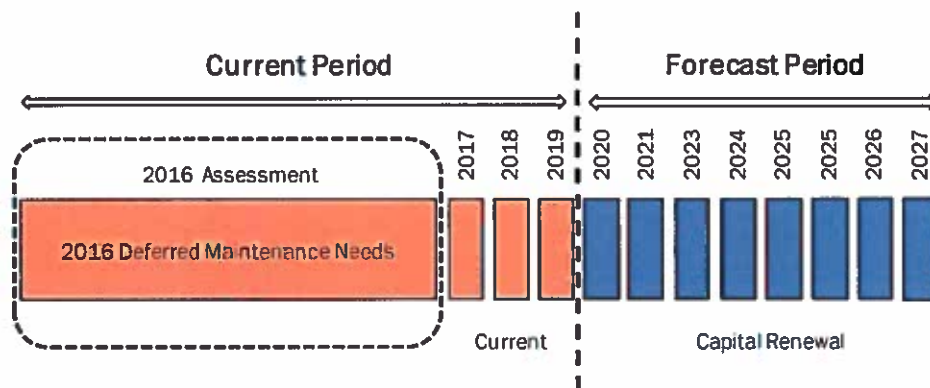 Current Period
Forecast Period
2017
2018
2019
2020
2021
2023
2024
2025
2025
2026
2027
2016 Assessment
2016 Deferred Maintenance Needs
Current
Capital Renewal